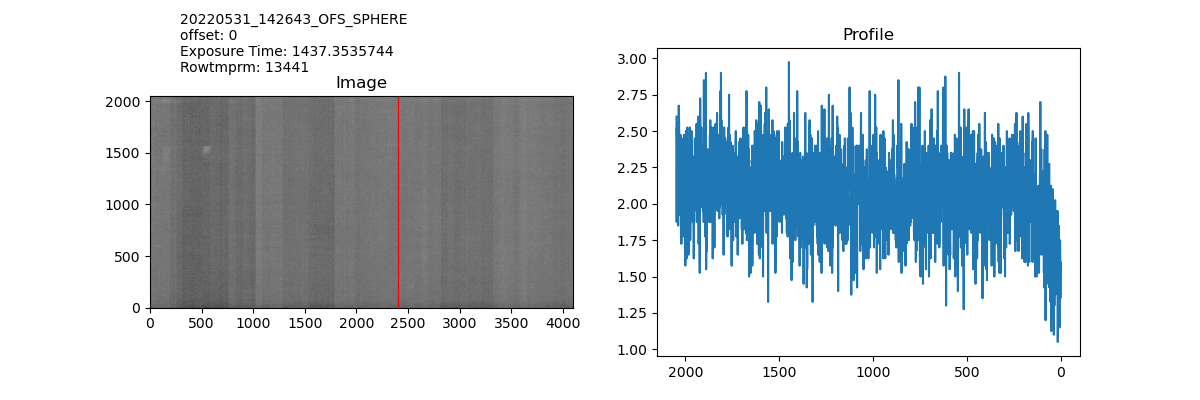 20220531_142643_OFS_SPHERE
offset: 0
Exposure Time: 1437.3535744
Rowtmprm: 13441
Image
2000
1500
1000
500
0
0 500 1000 1500 2000 2500 3000 3500 4000
Profile
3.00
2.75
2.50
2.25
2.00
1.75
1.50
1.25
1.00
2000 1500 1000 500 0